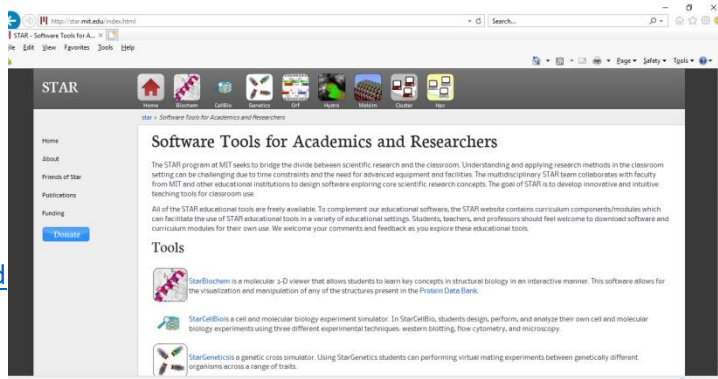 http://star.mit.edu/index.html
Search...
STAR - Software Tools for A...
Edit View Favorites Tools Help
Page Safety Tools
STAR
Home Biochem CellBio Genetics Orf Hydro Molsim Cluster Hpc
star > Software Tools for Academics and Researchers
Home
About
Friends of Star
Publications
Funding
Donate
Software Tools for Academics and Researchers
The STAR program at MIT seeks to bridge the divide between scientific research and the classroom. Understanding and applying research methods in the classroom
setting can be challenging due to time constraints and the need for advanced equipment and facilities. The multidisciplinary STAR team collaborates with faculty
from MIT and other educational institutions to design software exploring core scientific research concepts. The goal of STAR is to develop innovative and intuitive
teaching tools for classroom use.
All of the STAR educational tools are freely available. To complement our educational software, the STAR website contains curriculum components/modules which
can facilitate the use of STAR educational tools in a variety of educational settings. Students, teachers, and professors should feel welcome to download software and
curriculum modules for their own use. We welcome your comments and feedback as you explore these educational tools.
Tools
StarBiochem is a molecular 3-D viewer that allows students to learn key concepts in structural biology in an interactive manner. This software allows for
the visualization and manipulation of any of the structures present in the Protein Data Bank.
d
StarCellBiois a cell and molecular biology experiment simulator. In StarCellBio, students design, perform, and analyze their own cell and molecular
biology experiments using three different experimental techniques: western blotting, flow cytometry, and microscopy.
StarGeneticsis a genetic cross simulator. Using StarGenetics students can performing virtual mating experiments between genetically different
organisms across a range of traits.